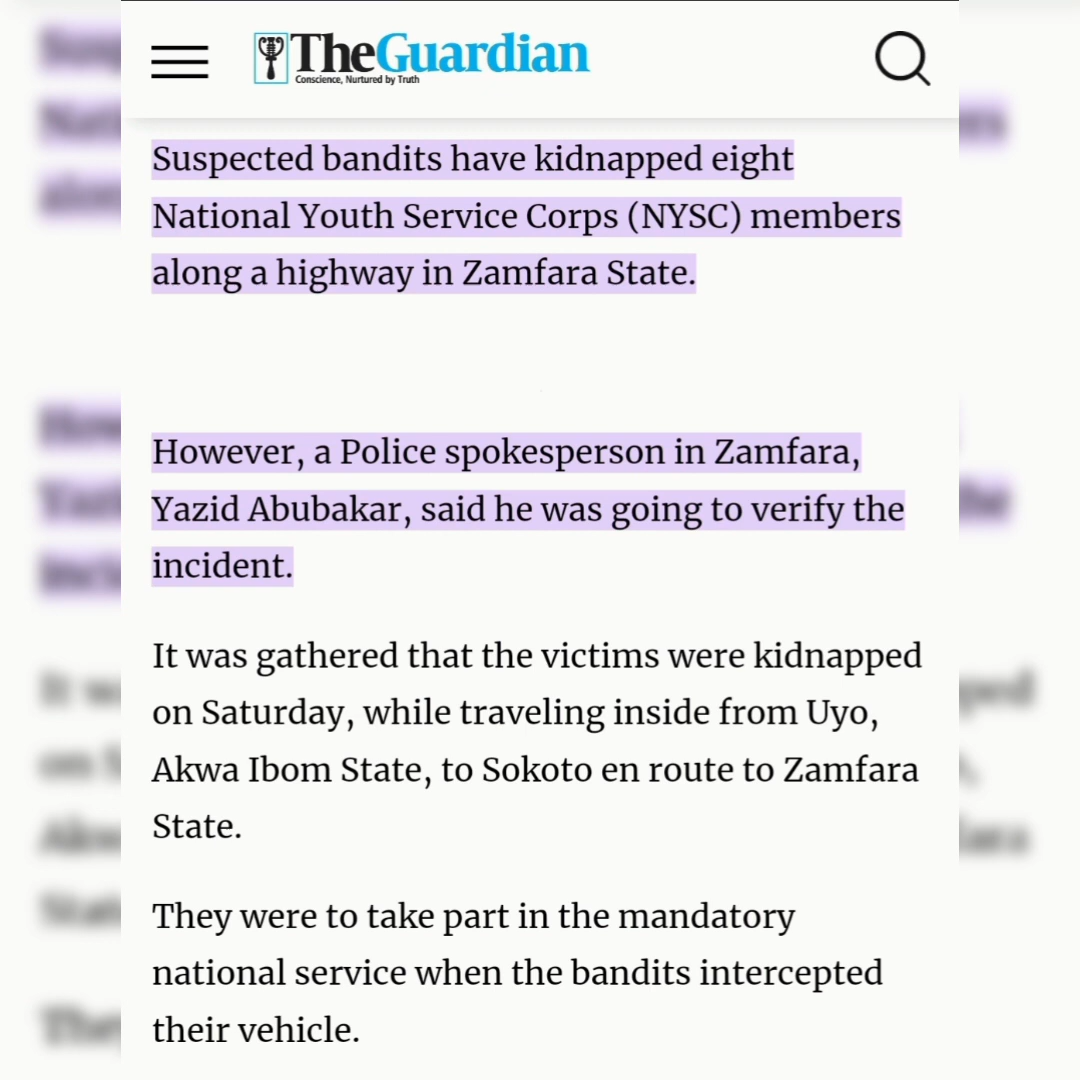 TheGuardian
Conscience, Nurtured by Truth
Suspected bandits have kidnapped eight
National Youth Service Corps (NYSC) members
along a highway in Zamfara State.
However, a Police spokesperson in Zamfara,
Yazid Abubakar, said he was going to verify the
incident.
It was gathered that the victims were kidnapped
on Saturday, while traveling inside from Uyo,
Akwa Ibom State, to Sokoto en route to Zamfara
State.
They were to take part in the mandatory
national service when the bandits intercepted
their vehicle.